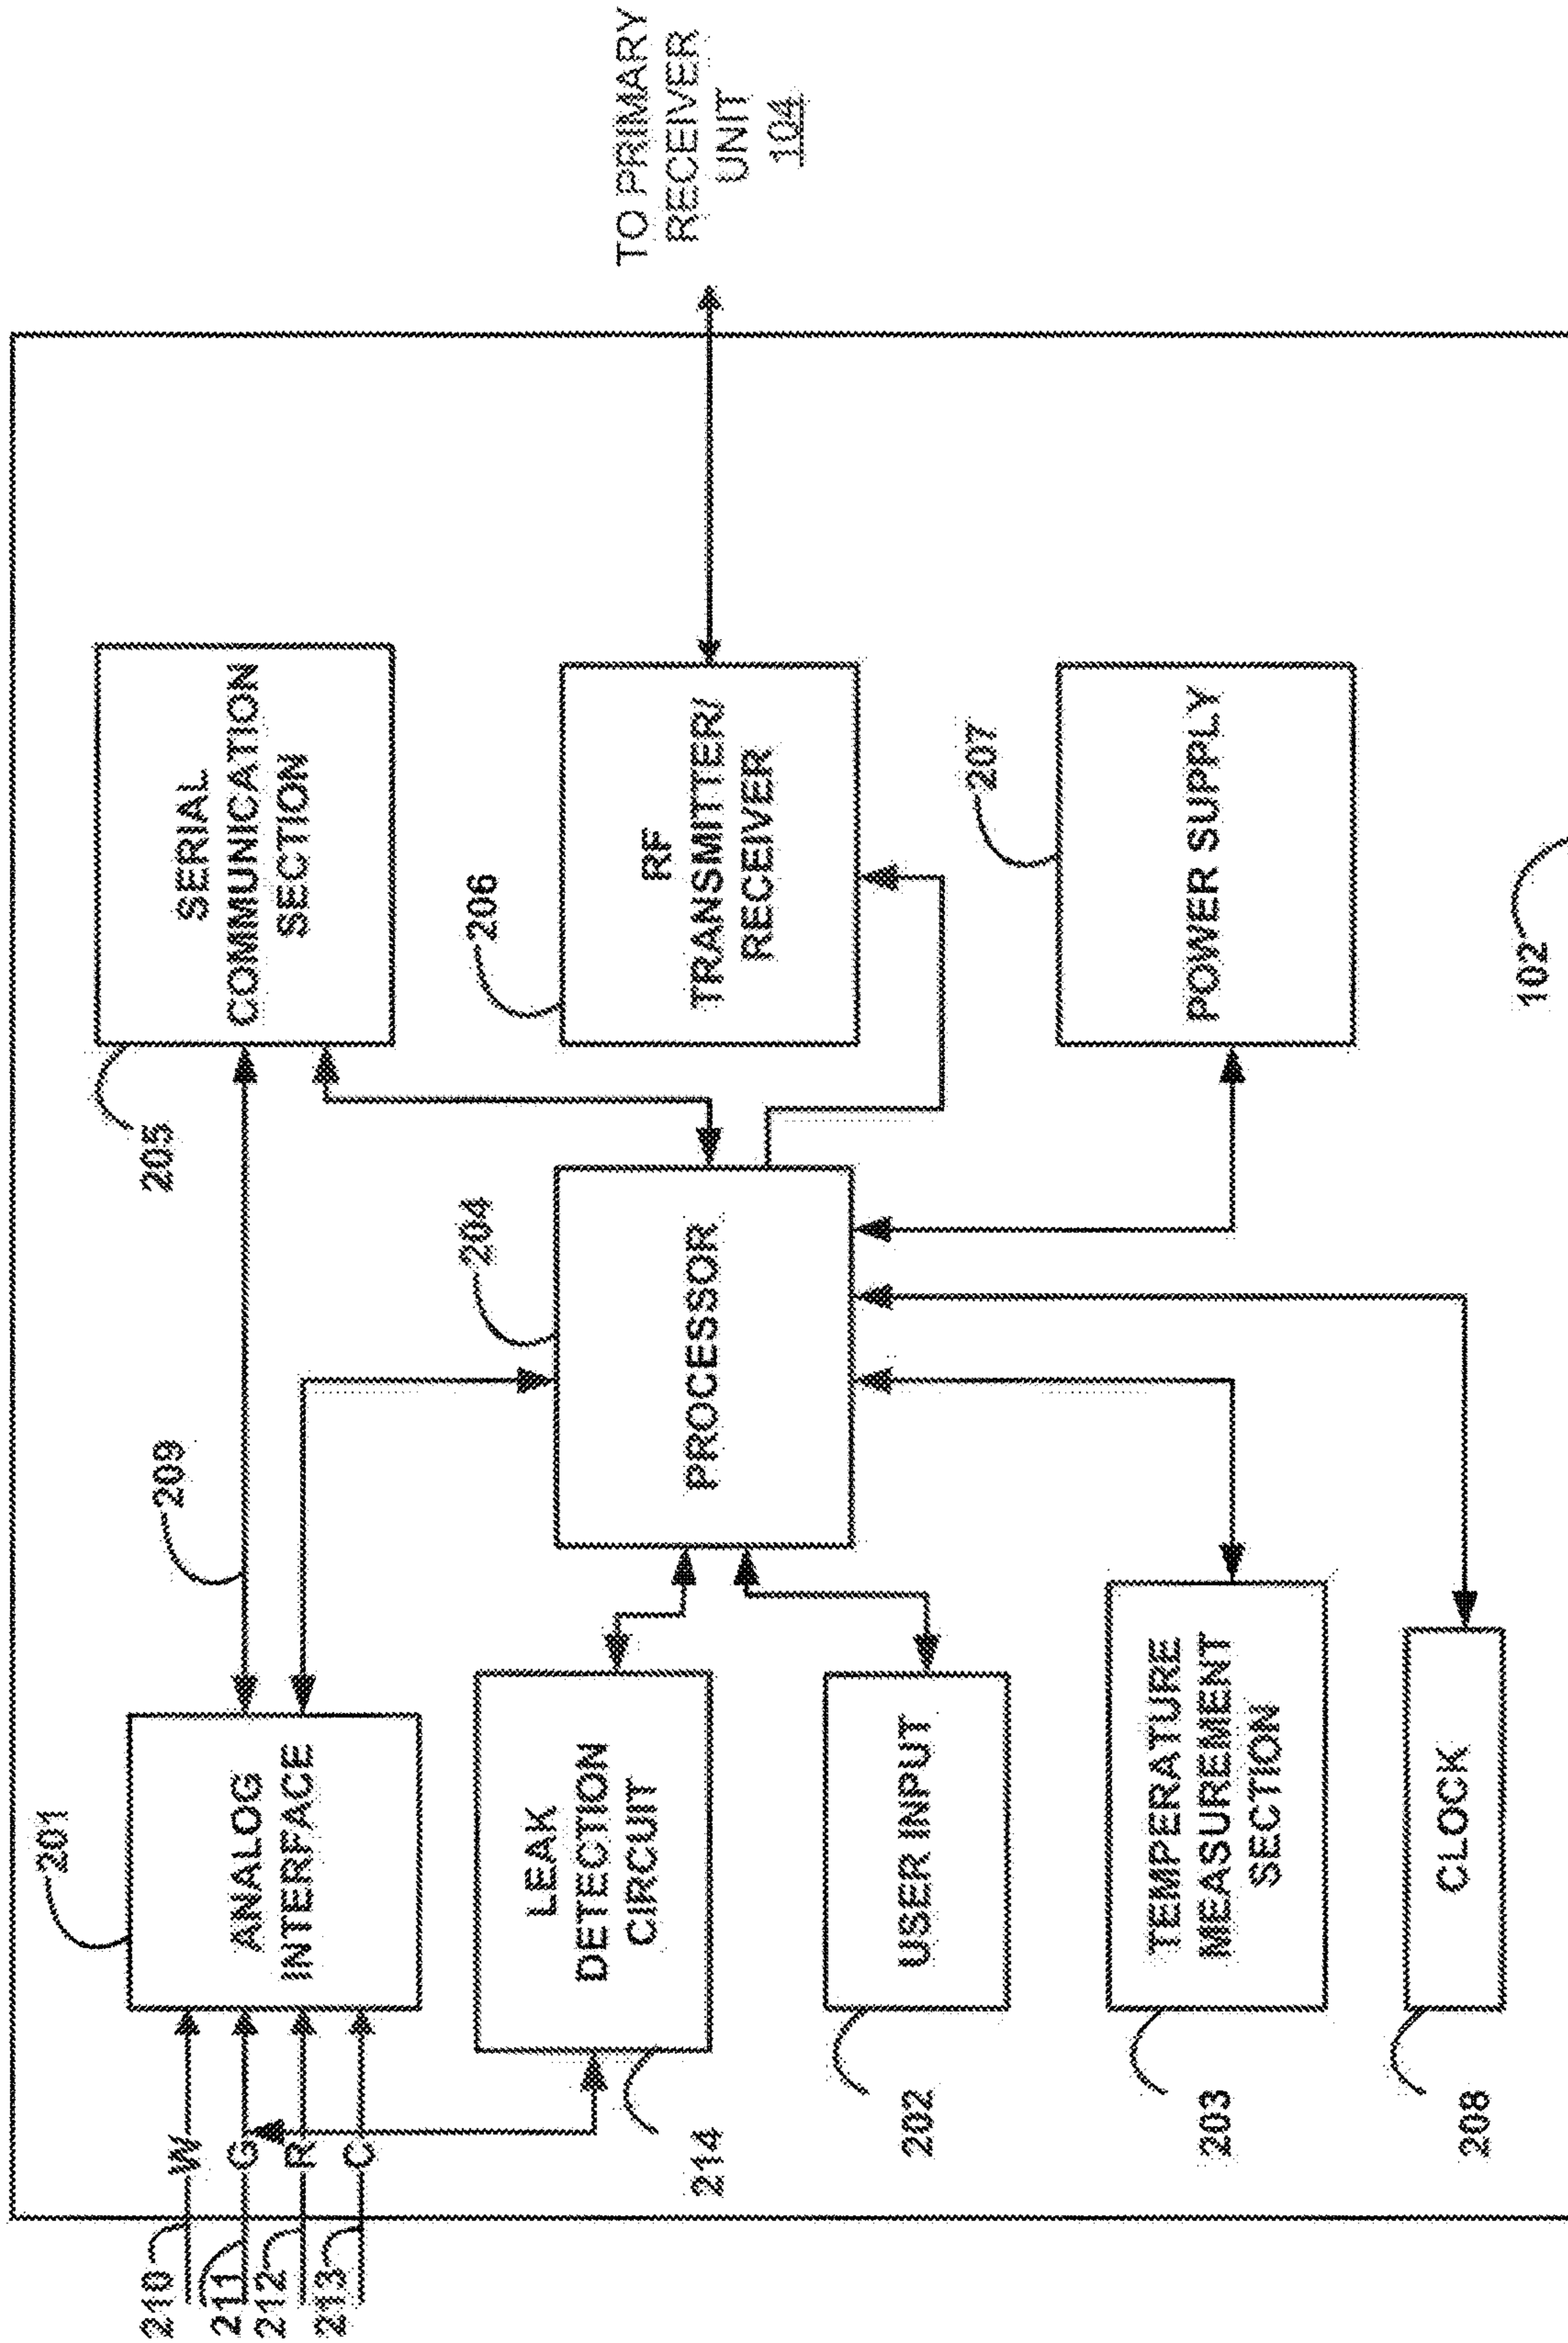 210
211
212
213
W
G
R
C
201
ANALOG
INTERFACE
209
205
SERIAL
COMMUNICATION
SECTION
214
LEAK
DETECTION
CIRCUIT
204
PROCESSOR
206
RF
TRANSMITTER/
RECEIVER
TO PRIMARY
RECEIVER
UNIT
104
202
USER INPUT
207
POWER SUPPLY
203
TEMPERATURE
MEASUREMENT
SECTION
208
CLOCK
102